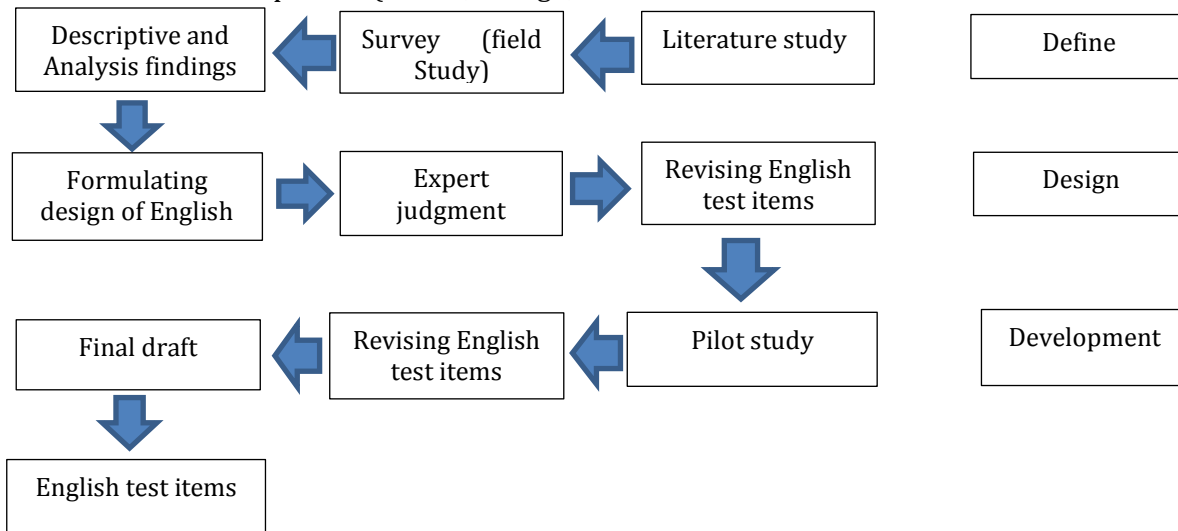 Descriptive and
Analysis findings
Survey (field
Study)
Literature study
Define
Formulating
design of English
Expert
judgment
Revising English
test items
Design
Final draft
Revising English
test items
Pilot study
Development
English test items